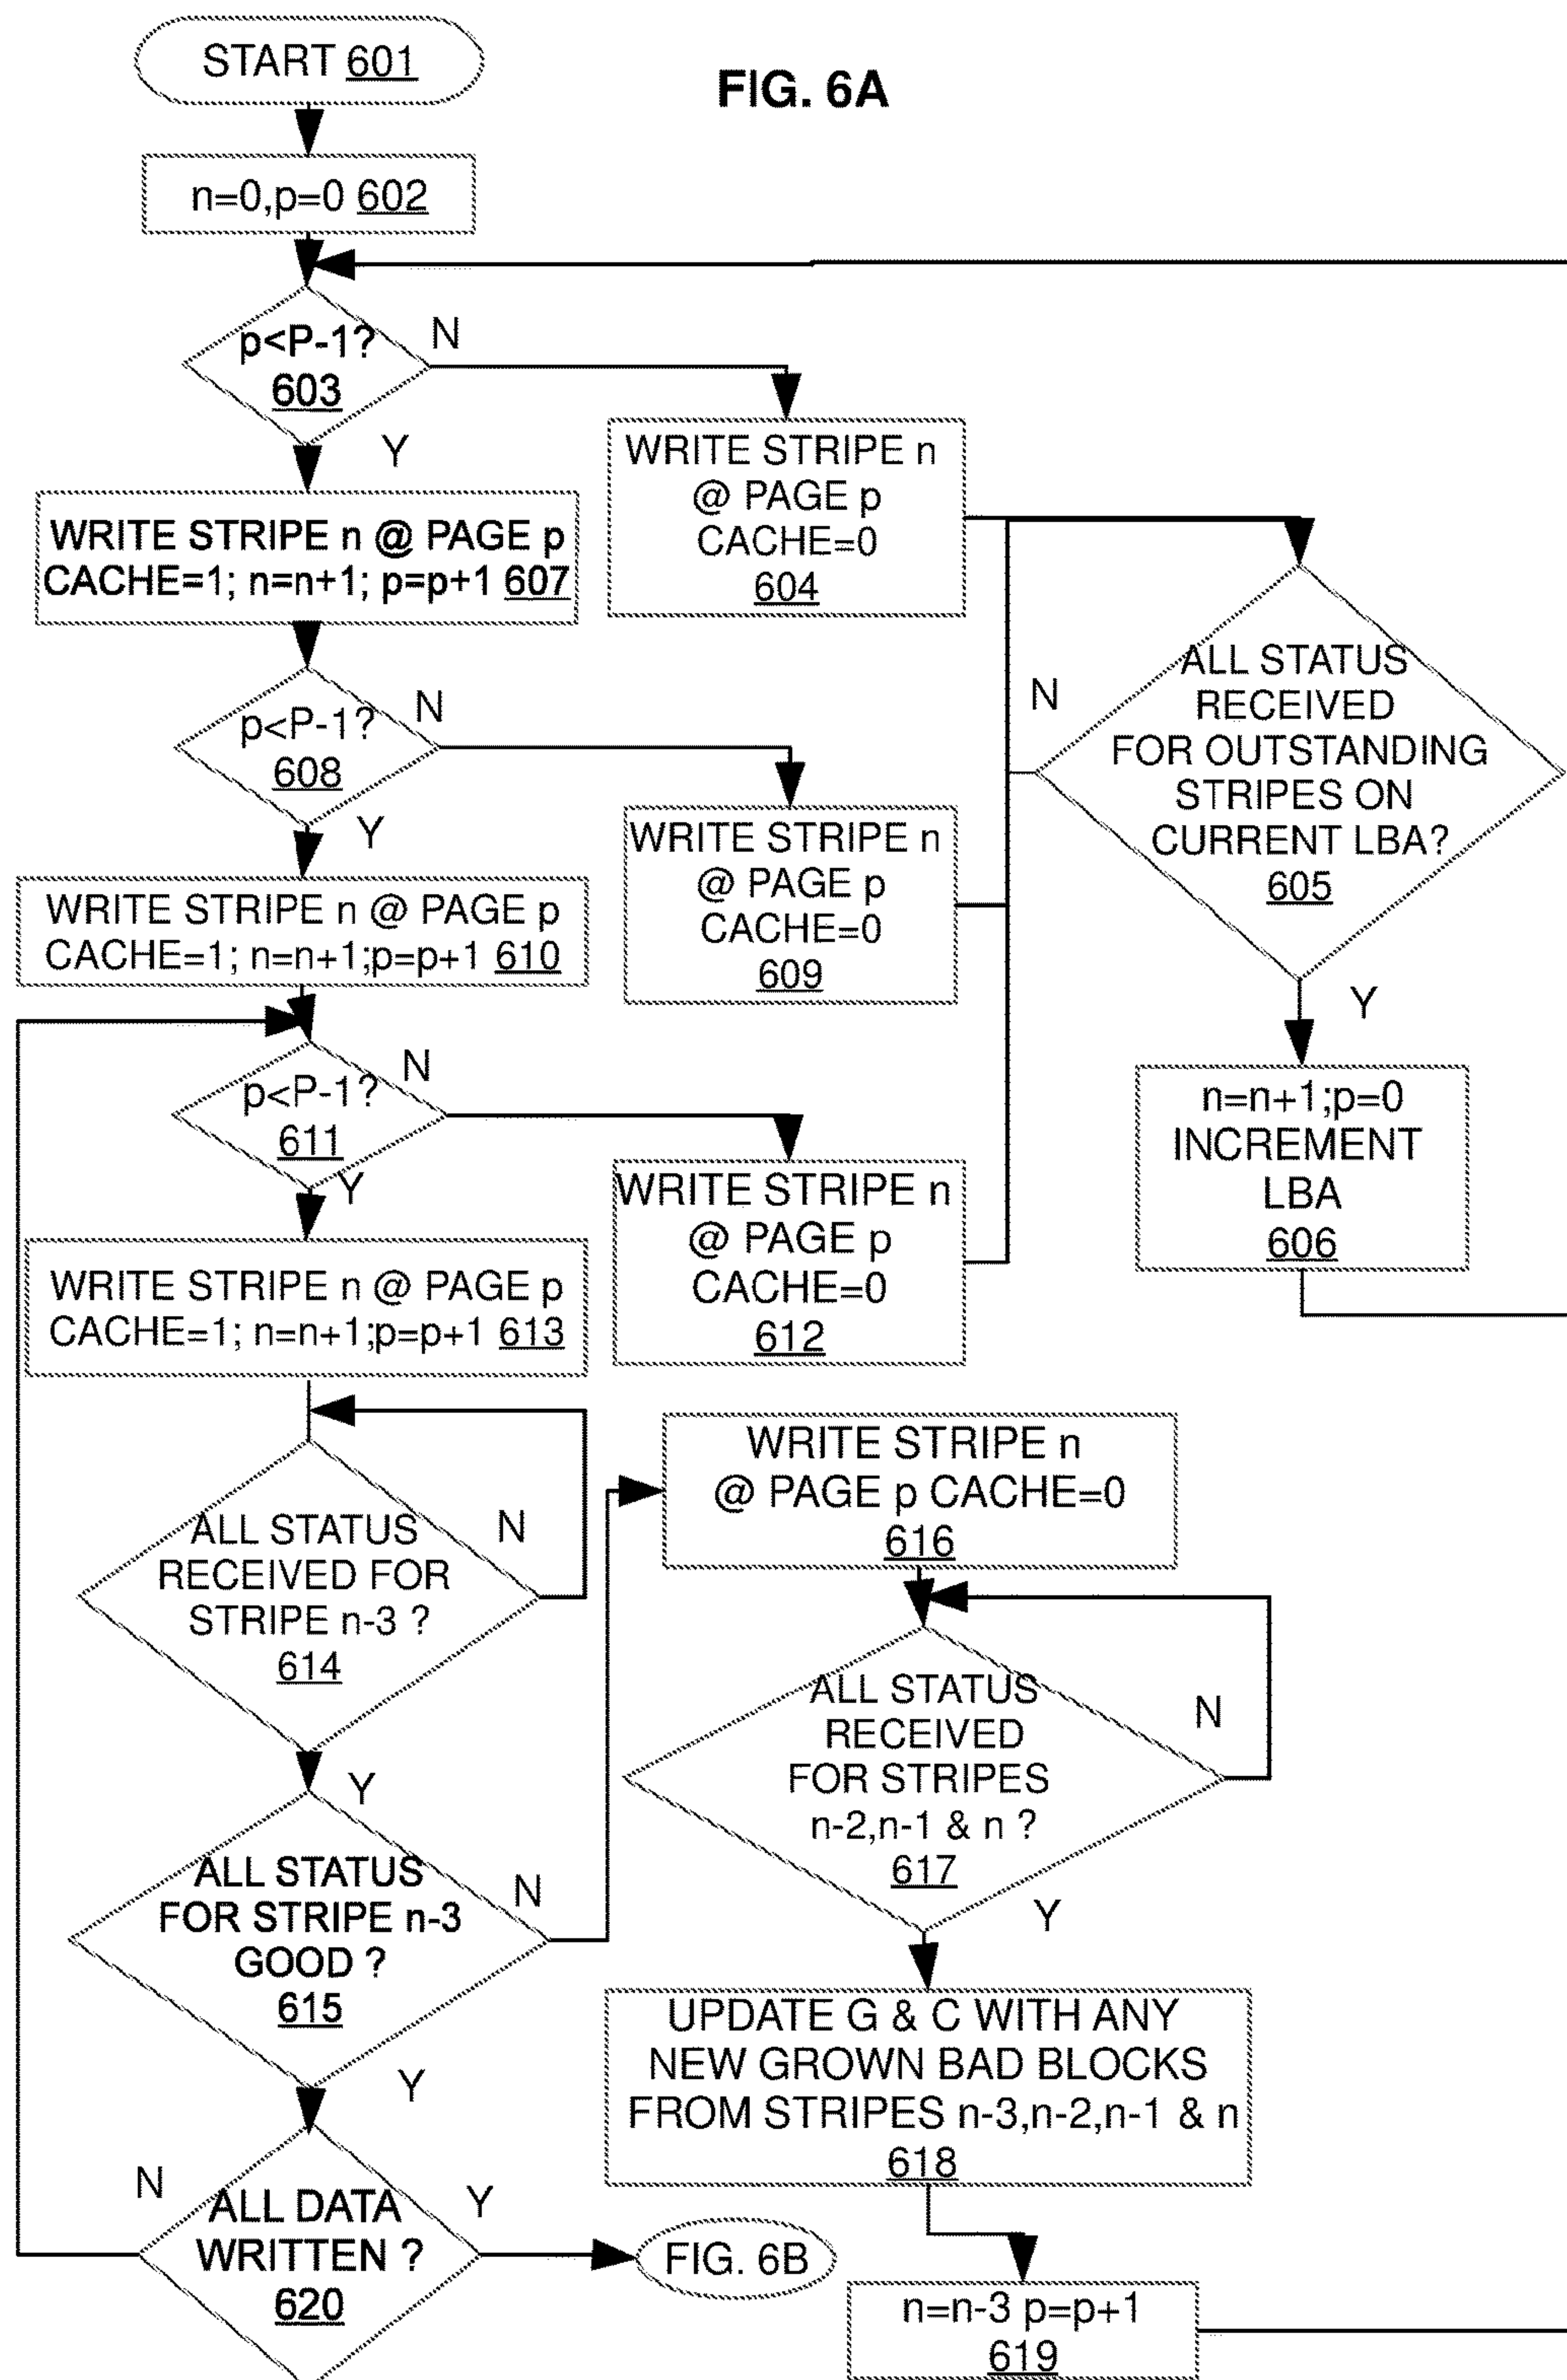 START 601
FIG. 6A
n=0,p=0 602
p<P-1?
603
N
Y
WRITE STRIPE n
@ PAGE p
CACHE=0
604
WRITE STRIPE n @ PAGE p
CACHE=1; n=n+1; p=p+1 607
p<P-1?
608
N
Y
WRITE STRIPE n
@ PAGE p
CACHE=0
609
ALL STATUS
RECEIVED
FOR OUTSTANDING
STRIPES ON
CURRENT LBA?
605
N
Y
n=n+1;p=0
INCREMENT
LBA
606
WRITE STRIPE n @ PAGE p
CACHE=1; n=n+1;p=p+1 610
p<P-1?
611
N
Y
WRITE STRIPE n
@ PAGE p
CACHE=0
612
WRITE STRIPE n @ PAGE p
CACHE=1; n=n+1;p=p+1 613
ALL STATUS
RECEIVED FOR
STRIPE n-3 ?
614
N
Y
ALL STATUS
FOR STRIPE n-3
GOOD ?
615
N
Y
WRITE STRIPE n
@ PAGE p CACHE=0
616
ALL STATUS
RECEIVED
FOR STRIPES
n-2,n-1 & n ?
617
N
Y
UPDATE G & C WITH ANY
NEW GROWN BAD BLOCKS
FROM STRIPES n-3,n-2,n-1 & n
618
n=n-3 p=p+1
619
ALL DATA
WRITTEN ?
620
N
Y
FIG. 6B